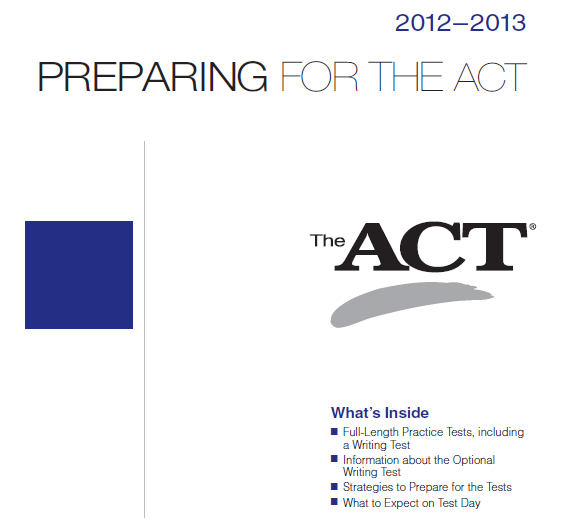 2012–2013
PREPARING FOR THE ACT
The ACT®
What's Inside
■ Full-Length Practice Tests, including
a Writing Test
■ Information about the Optional
Writing Test
■ Strategies to Prepare for the Tests
■ What to Expect on Test Day